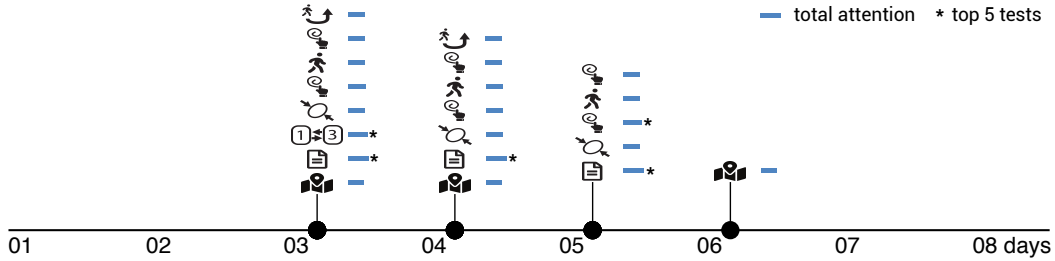 total attention * top 5 tests
1 3 *
* * *
*
01 02 03 04 05 06 07 08 days